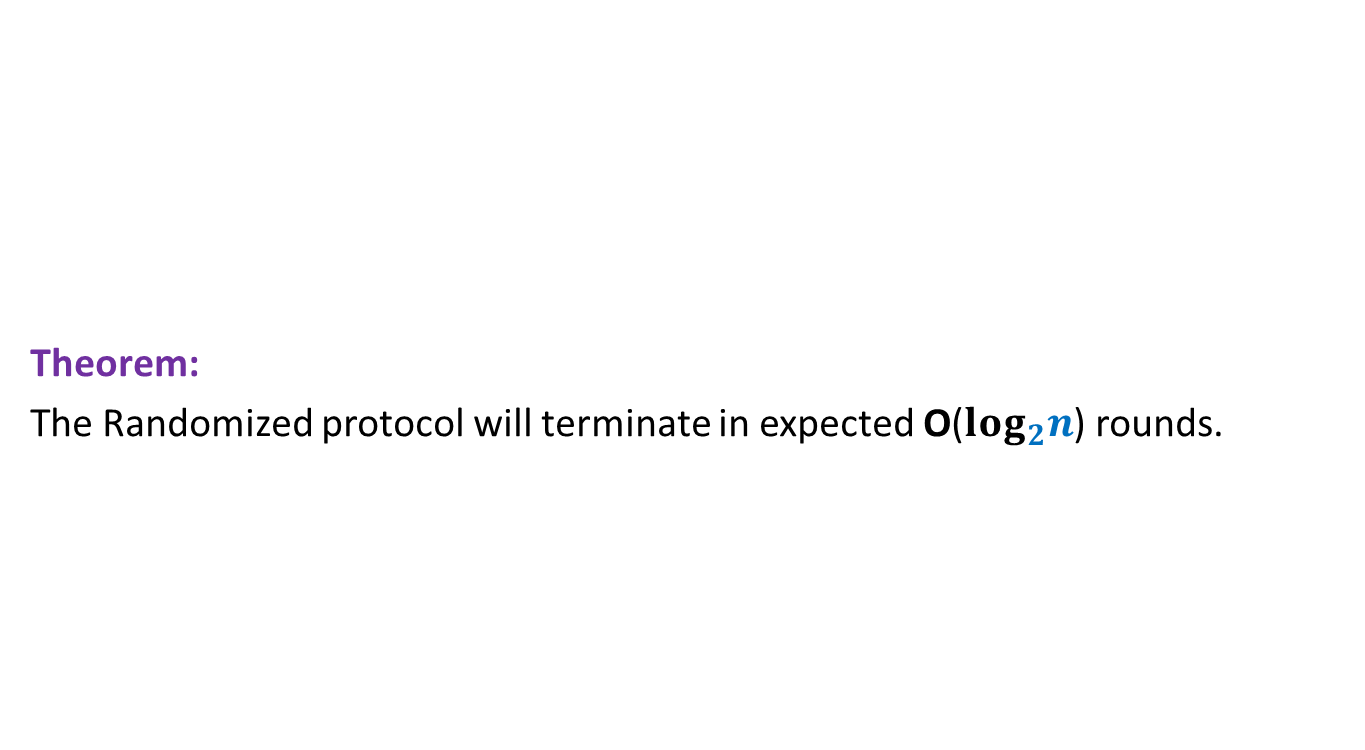 Theorem:
The Randomized protocol will terminate in expected O(log₂n) rounds.